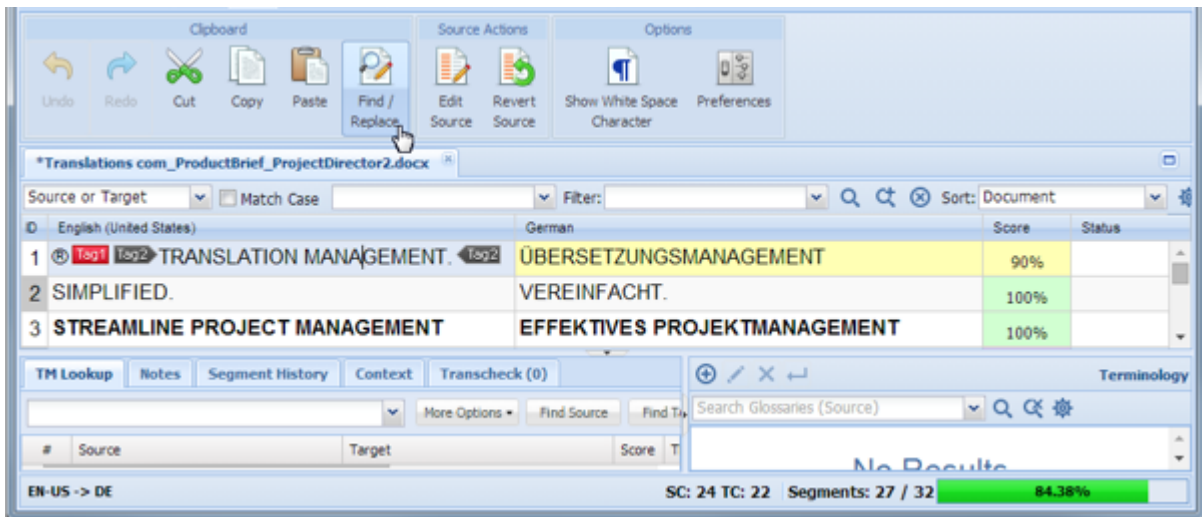 Clipboard Source Actions Options
Undo Redo Cut Copy Paste Find / Replace Edit Source Revert Source Show White Space Character Preferences
*Translations com_ProductBrief_ProjectDirector2.docx
Source or Target Match Case Filter: Sort: Document
ID English (United States) German Score Status
1 ® Tag1 Tag2 TRANSLATION MANAGEMENT. Tag2 ÜBERSETZUNGSMANAGEMENT 90%
2 SIMPLIFIED. VEREINFACHT. 100%
3 STREAMLINE PROJECT MANAGEMENT EFFEKTIVES PROJEKTMANAGEMENT 100%
TM Lookup Notes Segment History Context Transcheck (0) Terminology
More Options Find Source Find Search Glossaries (Source)
# Source Target Score T
No Results
EN-US -> DE SC: 24 TC: 22 Segments: 27 / 32 84.38%